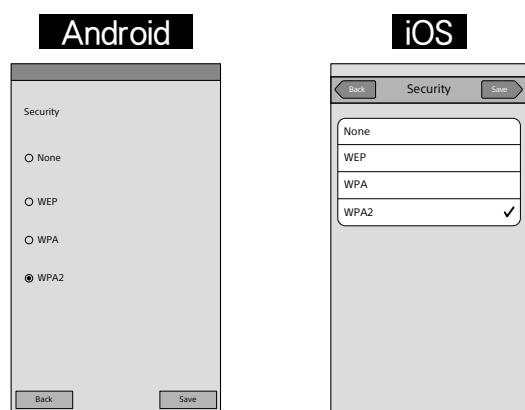 Android
Security
None
WEP
WPA
WPA2
Back
Save
iOS
Back
Security
Save
None
WEP
WPA
WPA2